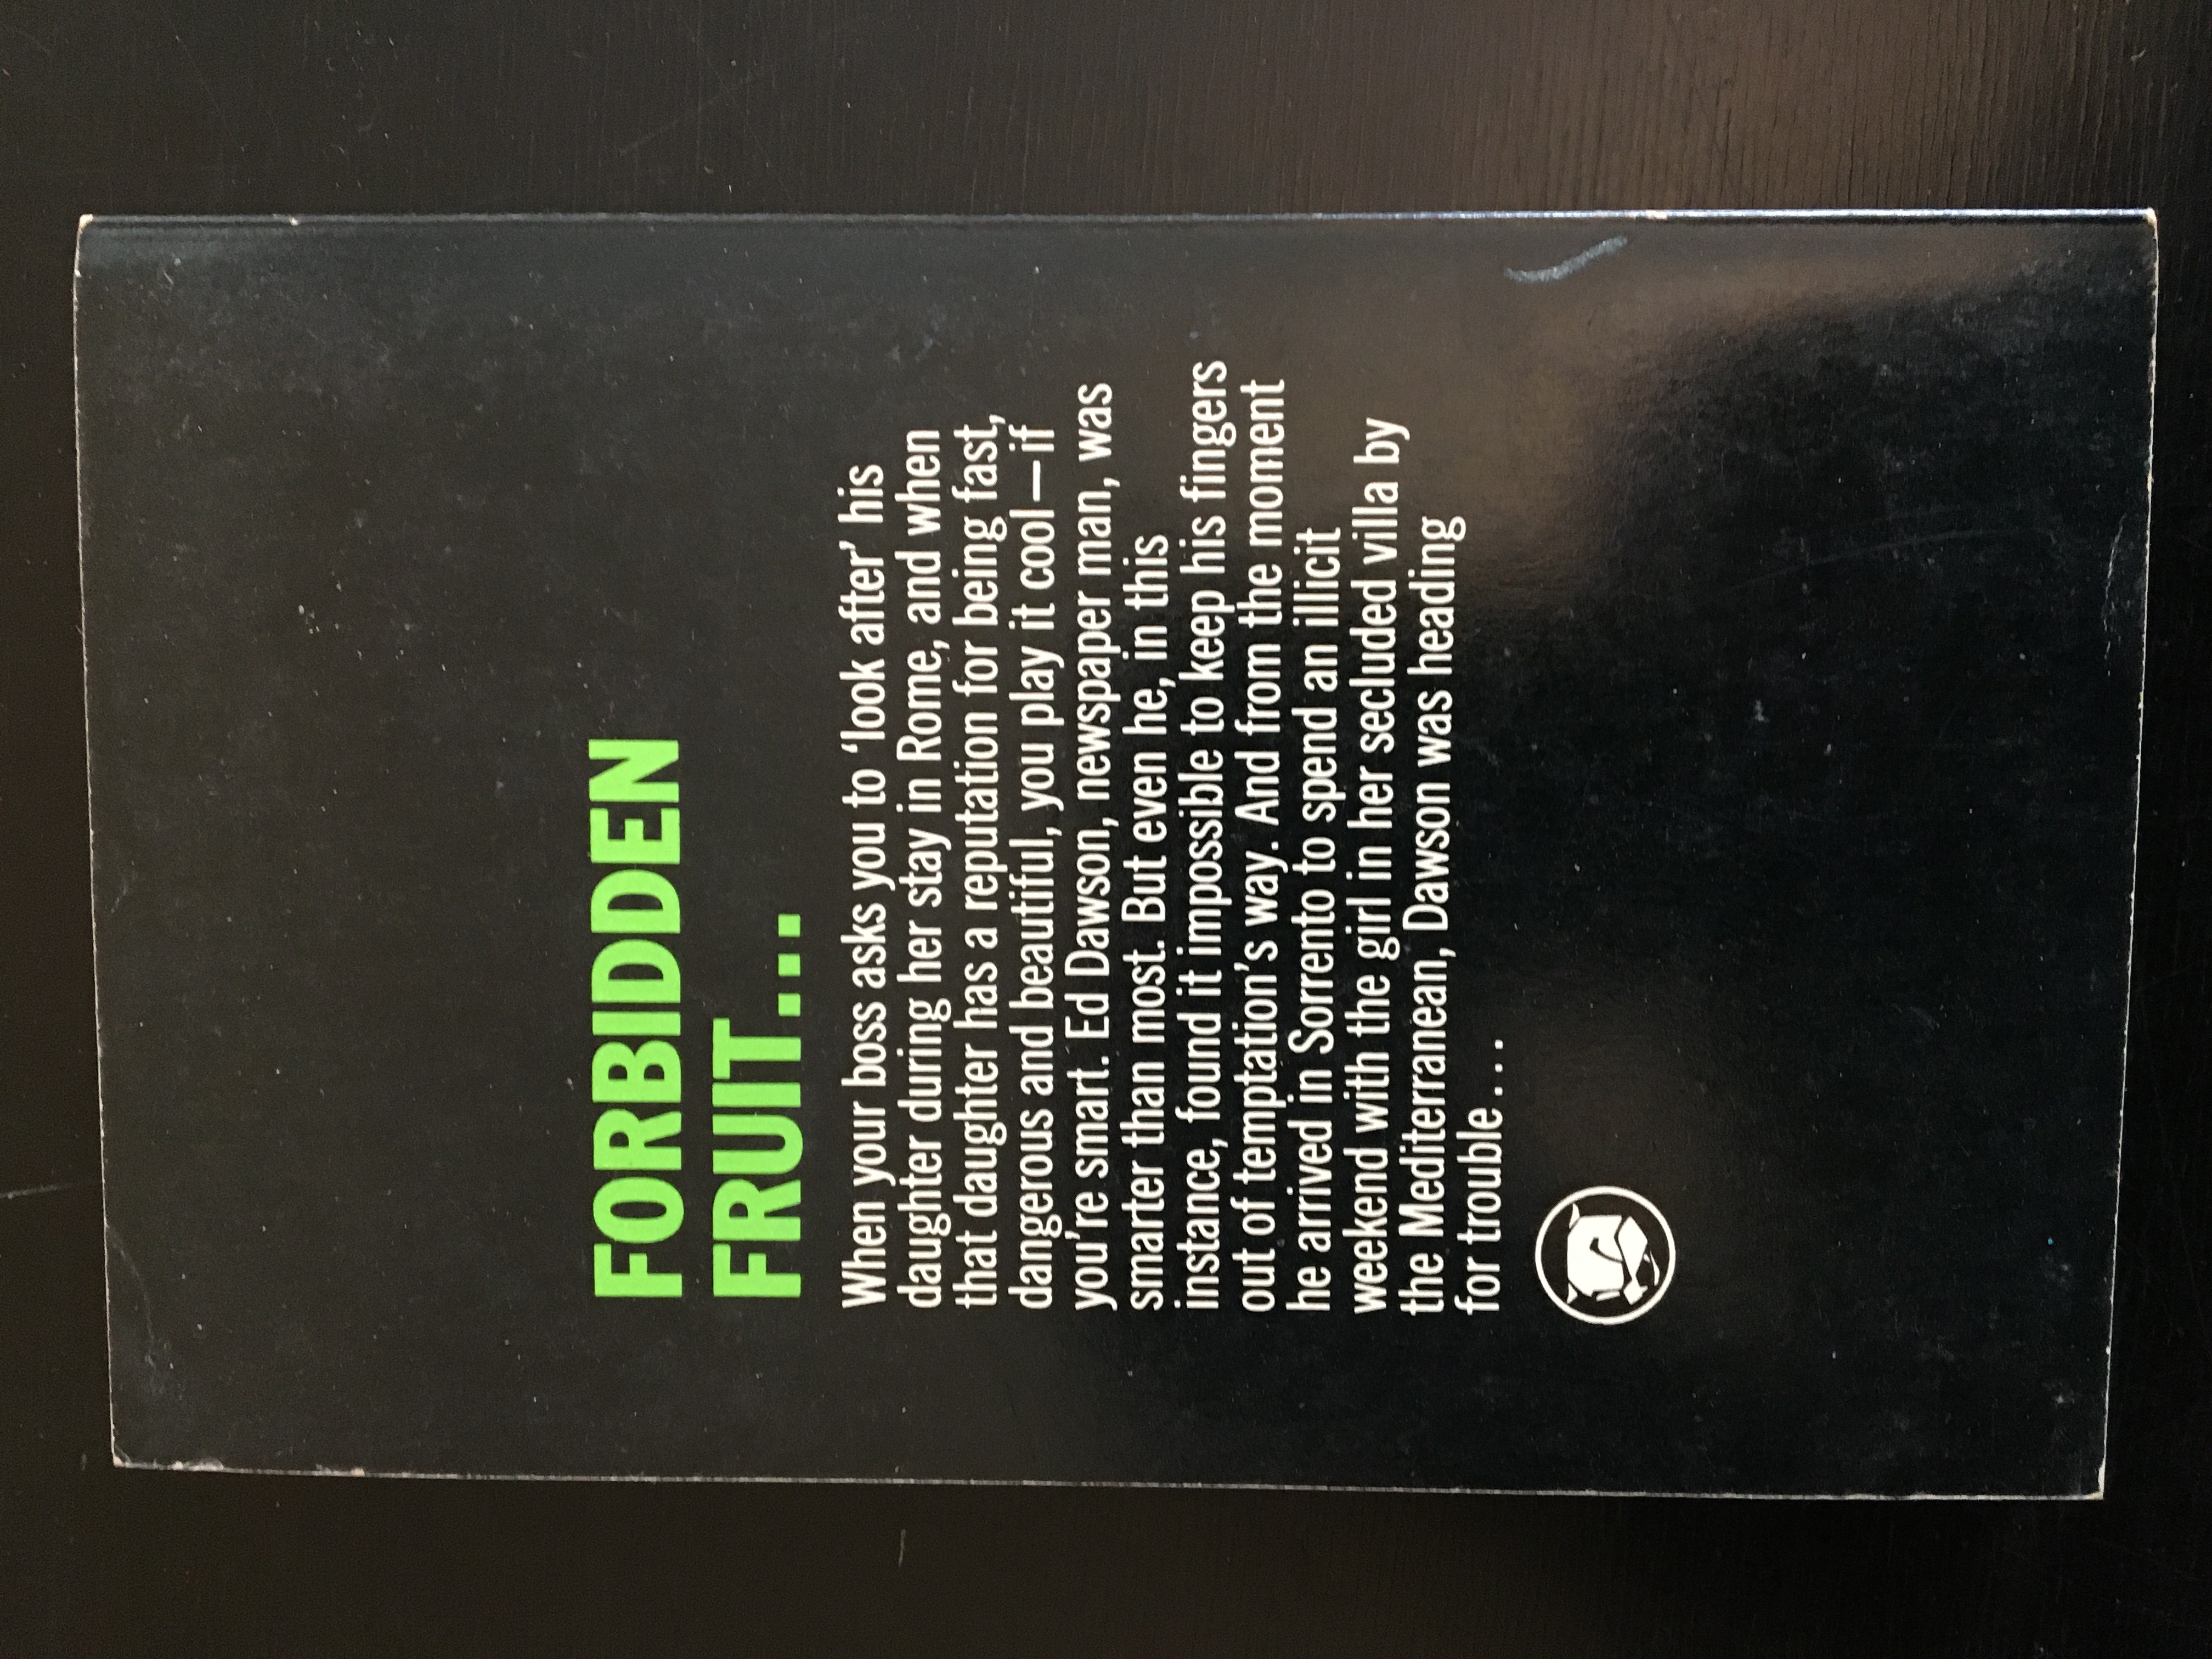 FORBIDDEN
FRUIT...
When your boss asks you to ‘look after’ his
daughter during her stay in Rome, and when
that daughter has a reputation for being fast,
dangerous and beautiful, you play it cool—if
you’re smart. Ed Dawson, newspaper man, was
smarter than most. But even he, in this
instance, found it impossible to keep his fingers
out of temptation’s way. And from the moment
he arrived in Sorrento to spend an illicit
weekend with the girl in her secluded villa by
the Mediterranean, Dawson was heading
for trouble . . .